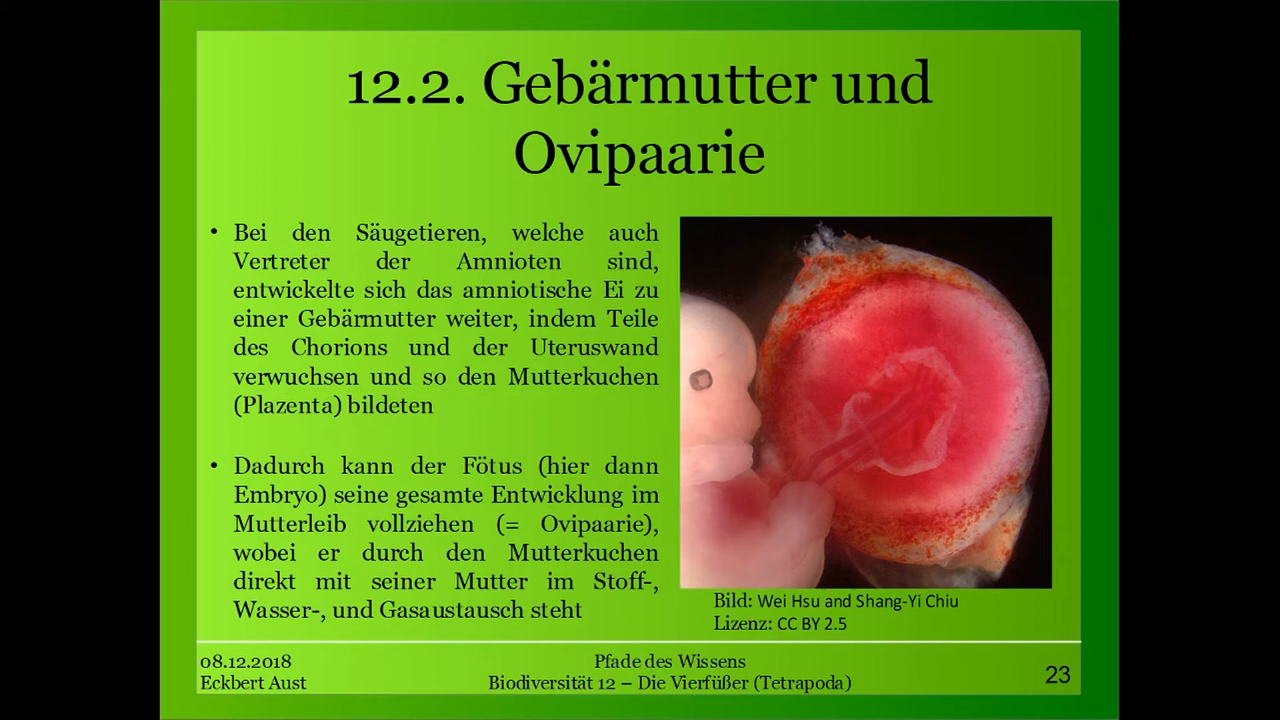 12.2. Gebärmutter und
Ovipaarie
• Bei den Säugetieren, welche auch
Vertreter der Amnioten sind,
entwickelte sich das amniotische Ei zu
einer Gebärmutter weiter, indem Teile
des Chorions und der Uteruswand
verwuchsen und so den Mutterkuchen
(Plazenta) bildeten
• Dadurch kann der Fötus (hier dann
Embryo) seine gesamte Entwicklung im
Mutterleib vollziehen (= Ovipaarie),
wobei er durch den Mutterkuchen
direkt mit seiner Mutter im Stoff-,
Wasser-, und Gasaustausch steht
Bild: Wei Hsu and Shang-Yi Chiu
Lizenz: CC BY 2.5
08.12.2018
Eckbert Aust
Pfade des Wissens
Biodiversität 12 – Die Vierfüßer (Tetrapoda)
23